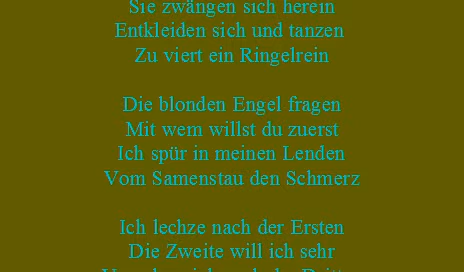 Sie zwängen sich herein
Entkleiden sich und tanzen
Zu viert ein Ringelrein
Die blonden Engel fragen
Mit wem willst du zuerst
Ich spür in meinen Lenden
Vom Samenstau den Schmerz
Ich lechze nach der Ersten
Die Zweite will ich sehr